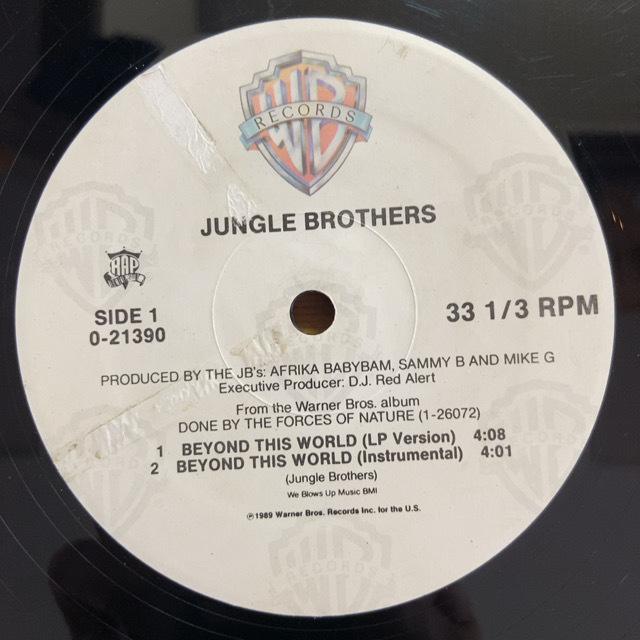 WB
RECORDS
JUNGLE BROTHERS
RAP
SIDE 1
0-21390
33 1/3 RPM
PRODUCED BY THE JB's: AFRIKA BABYBAM, SAMMY B AND MIKE G
Executive Producer: D.J. Red Alert
From the Warner Bros. album
DONE BY THE FORCES OF NATURE (1-26072)
1 BEYOND THIS WORLD (LP Version) 4:08
2 BEYOND THIS WORLD (Instrumental) 4:01
(Jungle Brothers)
We Blows Up Music BMI
℗1989 Warner Bros. Records Inc. for the U.S.